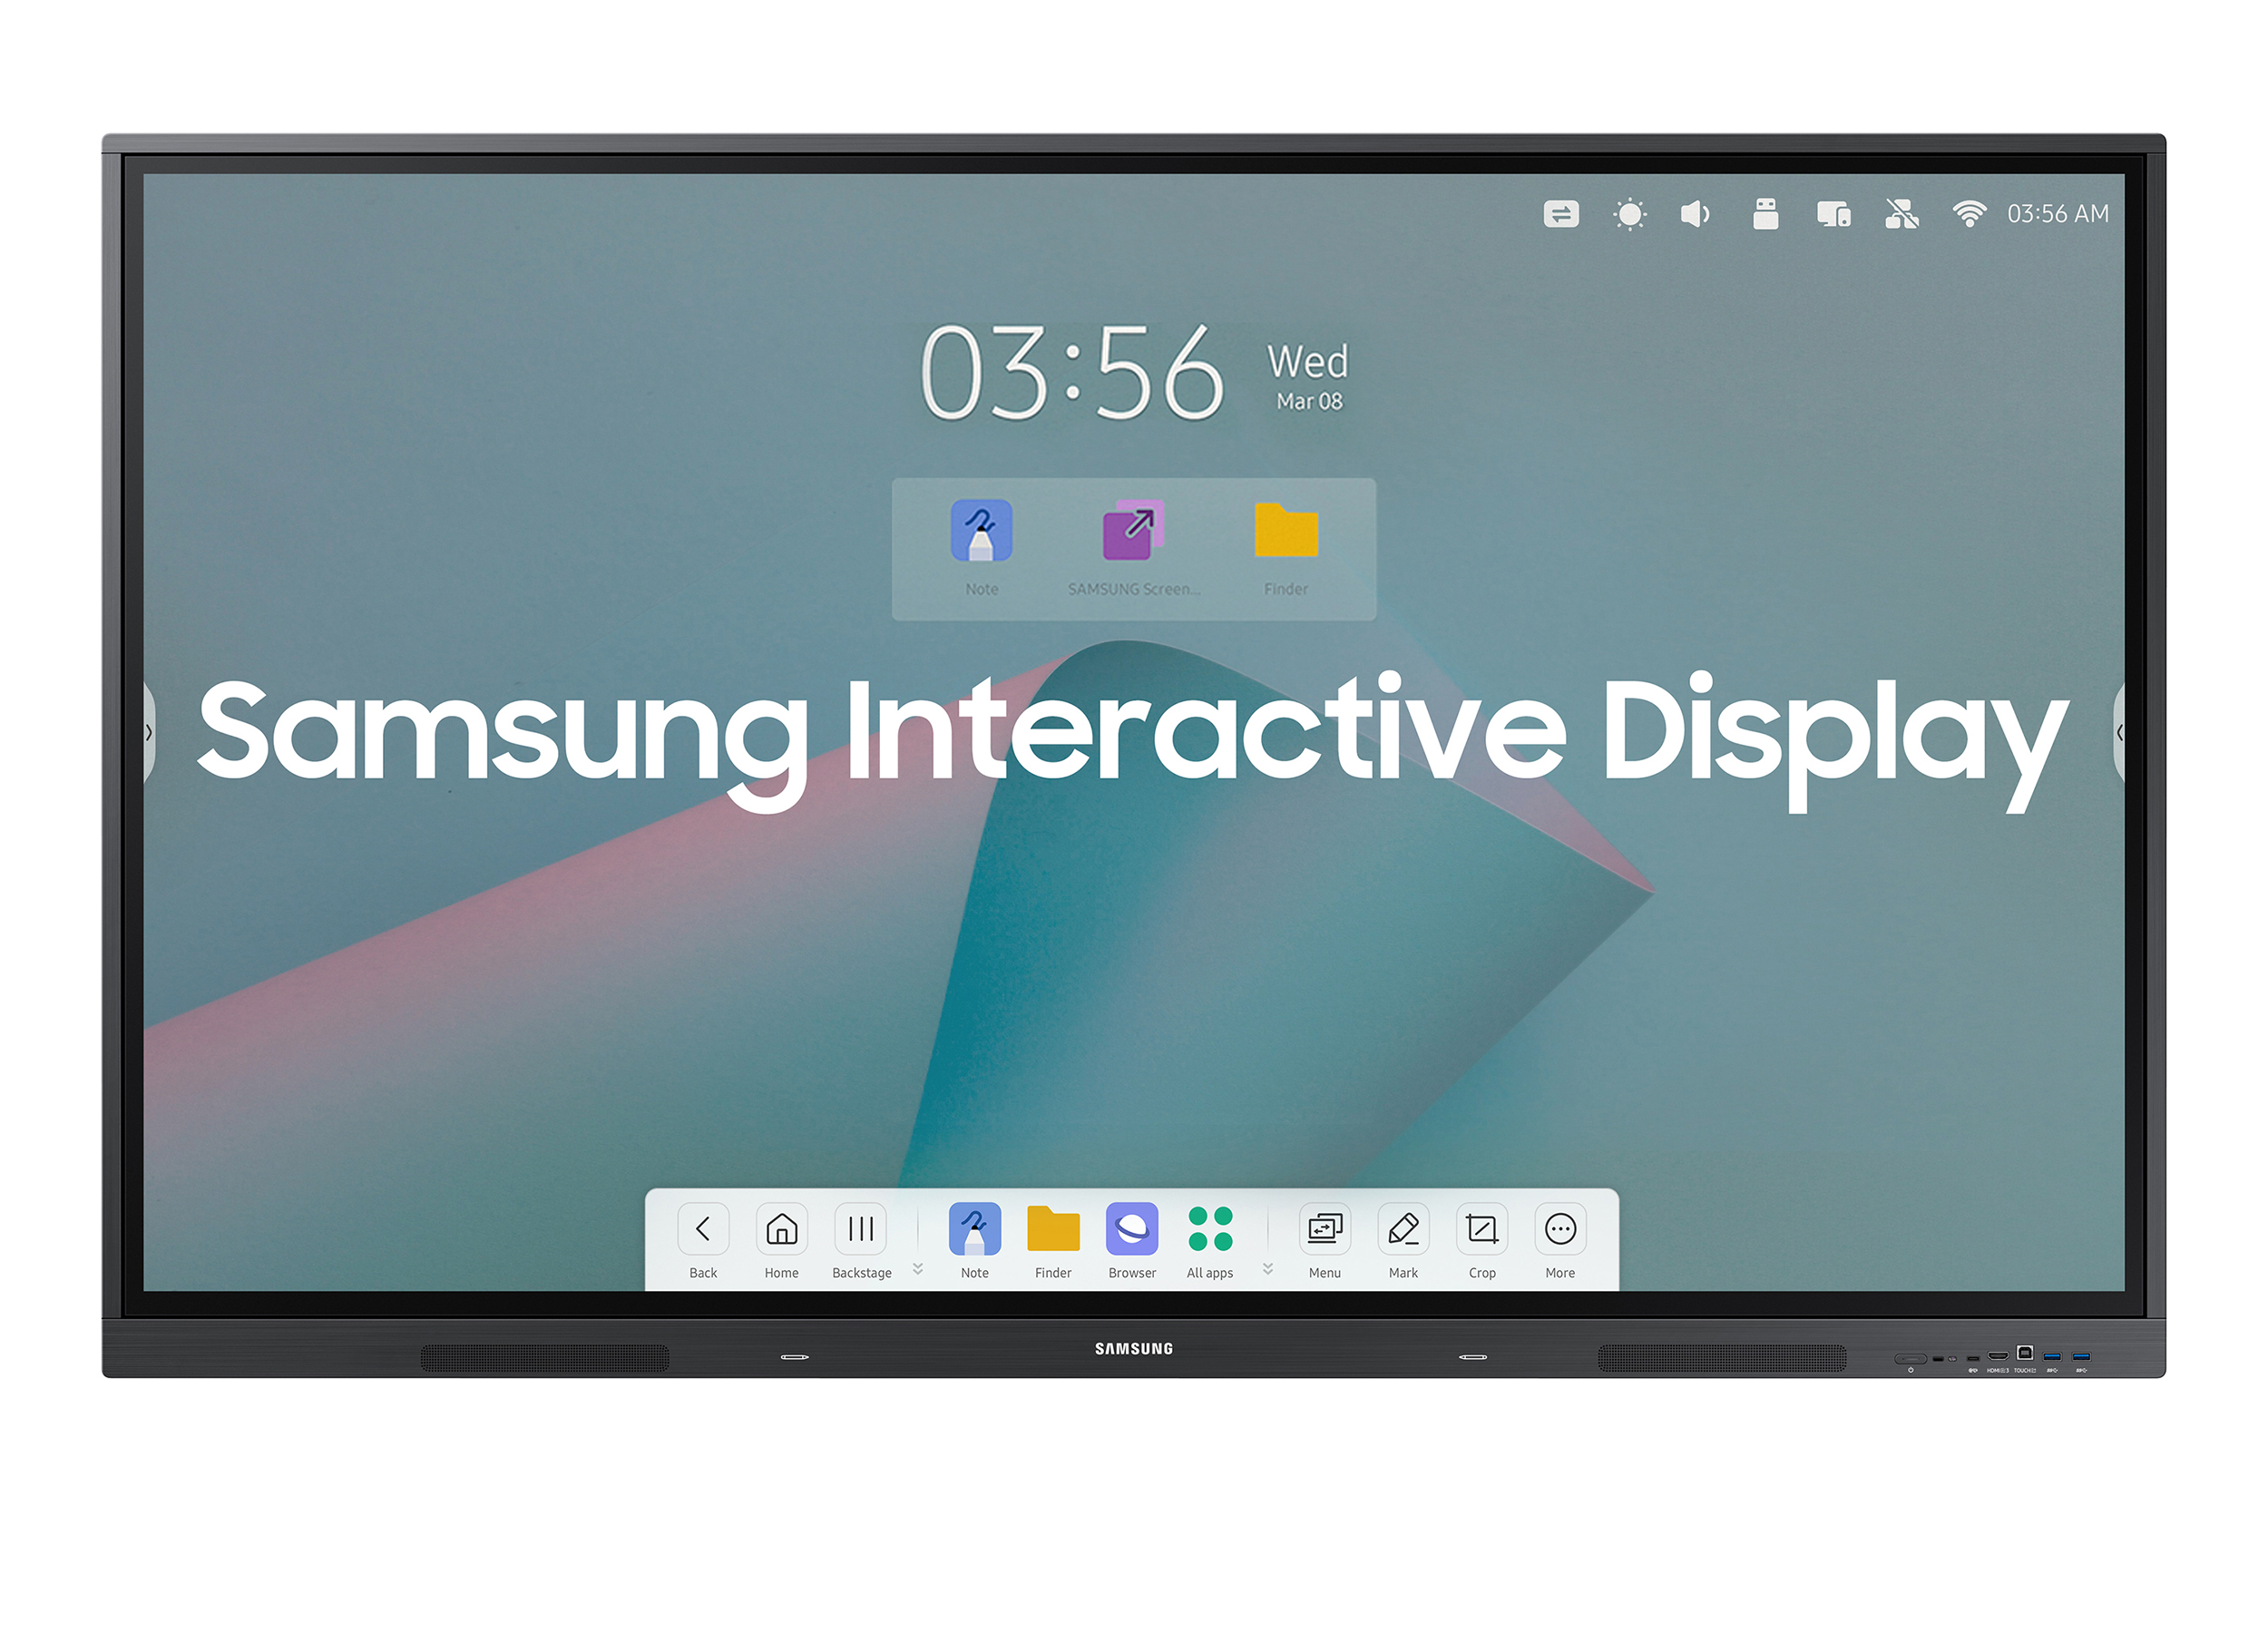 03:56 AM
03:56
Wed
Mar 08
Note
SAMSUNG Screen...
Finder
Samsung Interactive Display
Back
Home
Backstage
Note
Finder
Browser
All apps
Menu
Mark
Crop
More
SAMSUNG